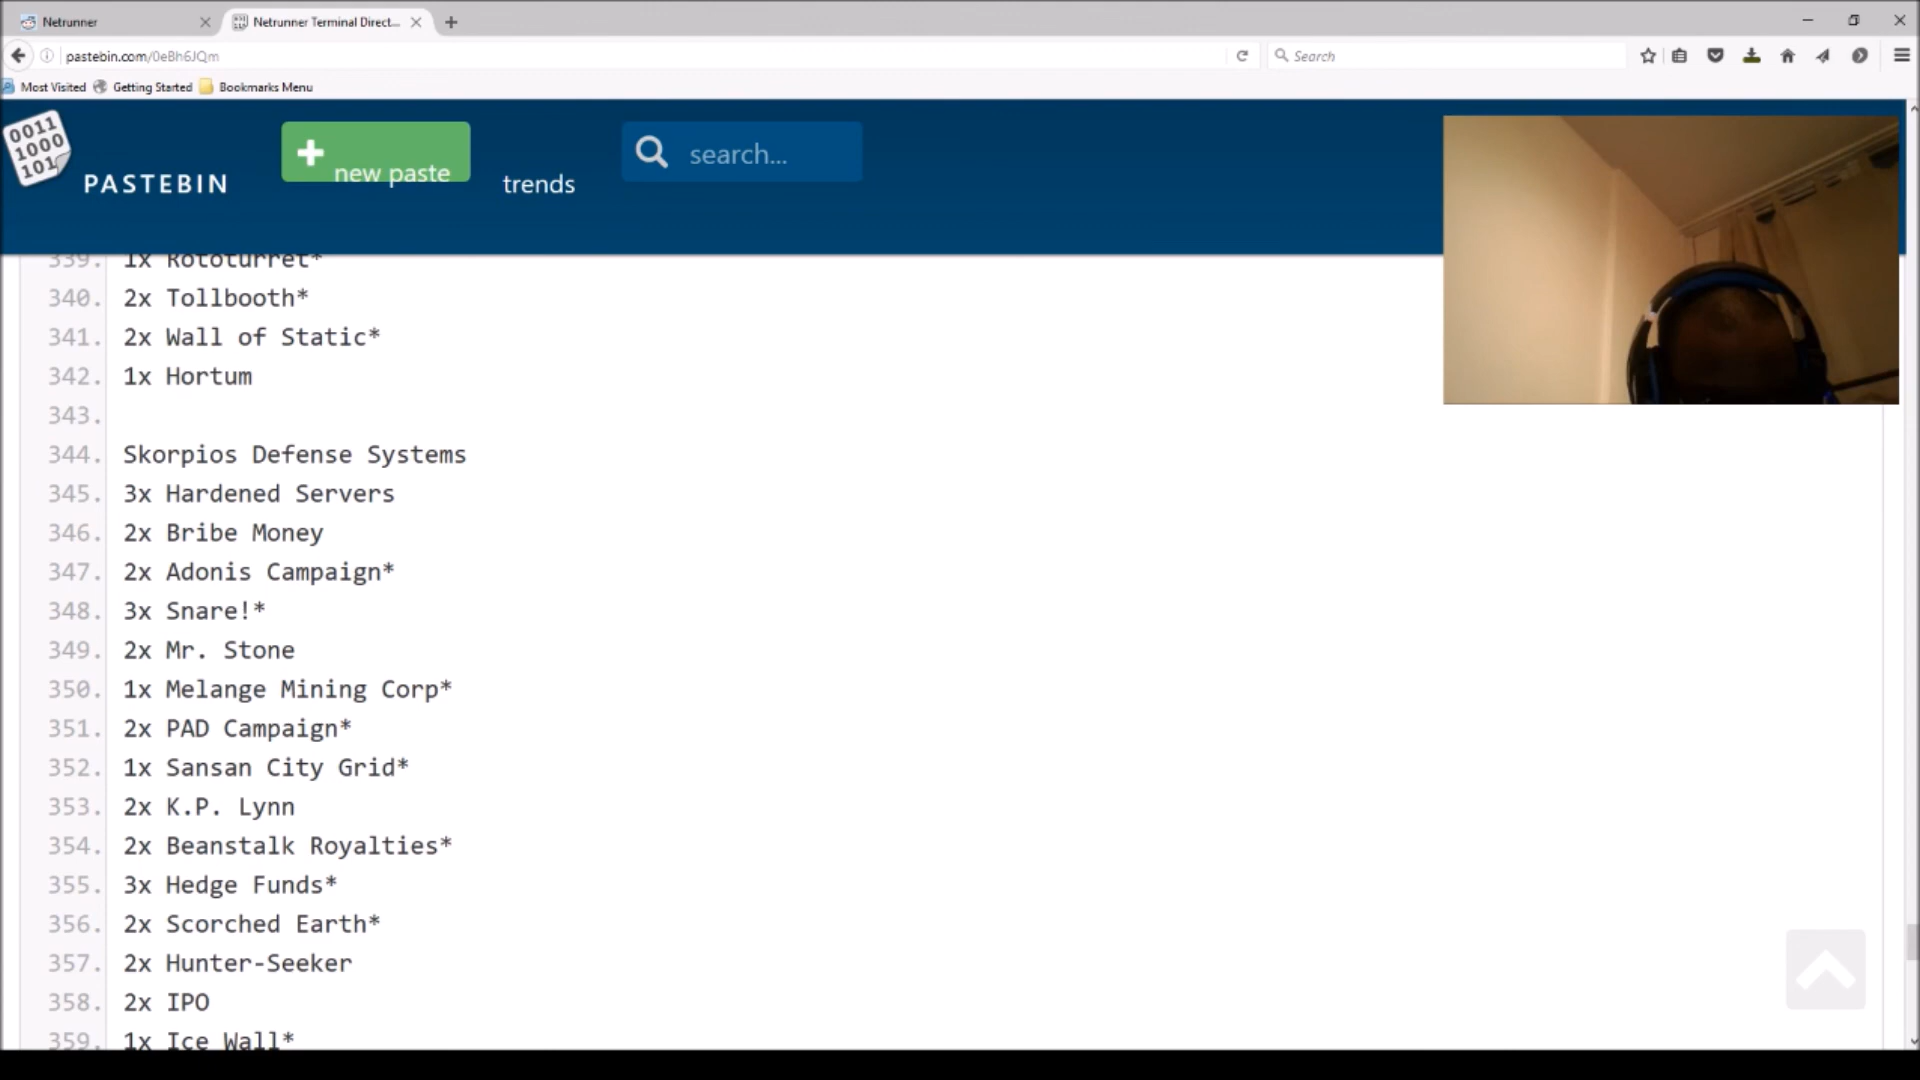 Netrunner
Netrunner Terminal Direct...
pastebin.com/0eBh6JQm
Search
Most Visited
Getting Started
Bookmarks Menu
0011
1000
101
PASTEBIN
new paste
trends
search...
339. 1x Rototurret*
340. 2x Tollbooth*
341. 2x Wall of Static*
342. 1x Hortum
343.
344. Skorpios Defense Systems
345. 3x Hardened Servers
346. 2x Bribe Money
347. 2x Adonis Campaign*
348. 3x Snare!*
349. 2x Mr. Stone
350. 1x Melange Mining Corp*
351. 2x PAD Campaign*
352. 1x Sansan City Grid*
353. 2x K.P. Lynn
354. 2x Beanstalk Royalties*
355. 3x Hedge Funds*
356. 2x Scorched Earth*
357. 2x Hunter-Seeker
358. 2x IPO
359. 1x Ice Wall*